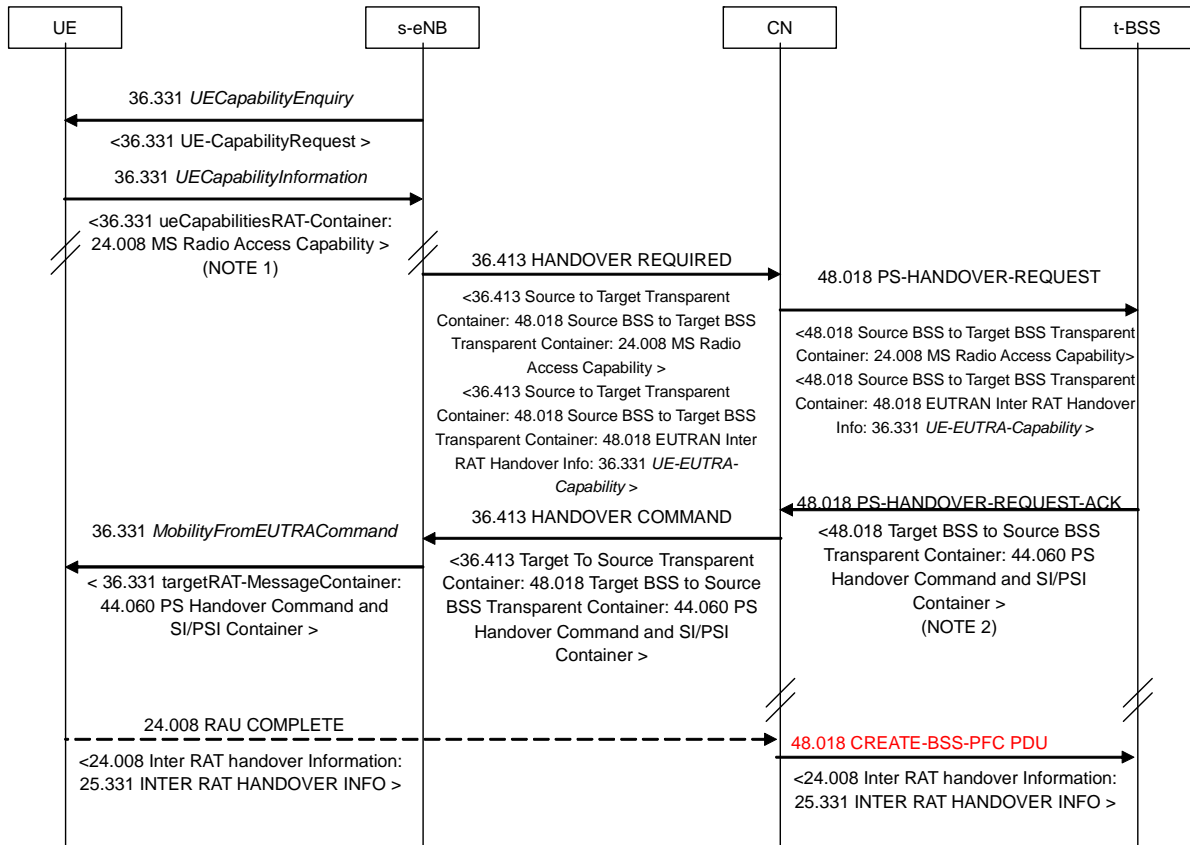 UE
s-eNB
CN
t-BSS
36.331 UECapabilityEnquiry
<36.331 UE-CapabilityRequest >
36.331 UECapabilityInformation
<36.331 ueCapabilitiesRAT-Container:
24.008 MS Radio Access Capability >
(NOTE 1)
36.413 HANDOVER REQUIRED
<36.413 Source to Target Transparent
Container: 48.018 Source BSS to Target BSS
Transparent Container: 24.008 MS Radio
Access Capability >
<36.413 Source to Target Transparent
Container: 48.018 Source BSS to Target BSS
Transparent Container: 48.018 EUTRAN Inter
RAT Handover Info: 36.331 UE-EUTRA-
Capability >
48.018 PS-HANDOVER-REQUEST
<48.018 Source BSS to Target BSS Transparent
Container: 24.008 MS Radio Access Capability>
<48.018 Source BSS to Target BSS Transparent
Container: 48.018 EUTRAN Inter RAT Handover
Info: 36.331 UE-EUTRA-Capability >
48.018 PS-HANDOVER-REQUEST-ACK
<48.018 Target BSS to Source BSS
Transparent Container: 44.060 PS
Handover Command and SI/PSI
Container >
(NOTE 2)
36.413 HANDOVER COMMAND
<36.413 Target To Source Transparent
Container: 48.018 Target BSS to Source
BSS Transparent Container: 44.060 PS
Handover Command and SI/PSI
Container >
36.331 MobilityFromEUTRACommand
< 36.331 targetRAT-MessageContainer:
44.060 PS Handover Command and
SI/PSI Container >
24.008 RAU COMPLETE
<24.008 Inter RAT handover Information:
25.331 INTER RAT HANDOVER INFO >
48.018 CREATE-BSS-PFC PDU
<24.008 Inter RAT handover Information:
25.331 INTER RAT HANDOVER INFO >